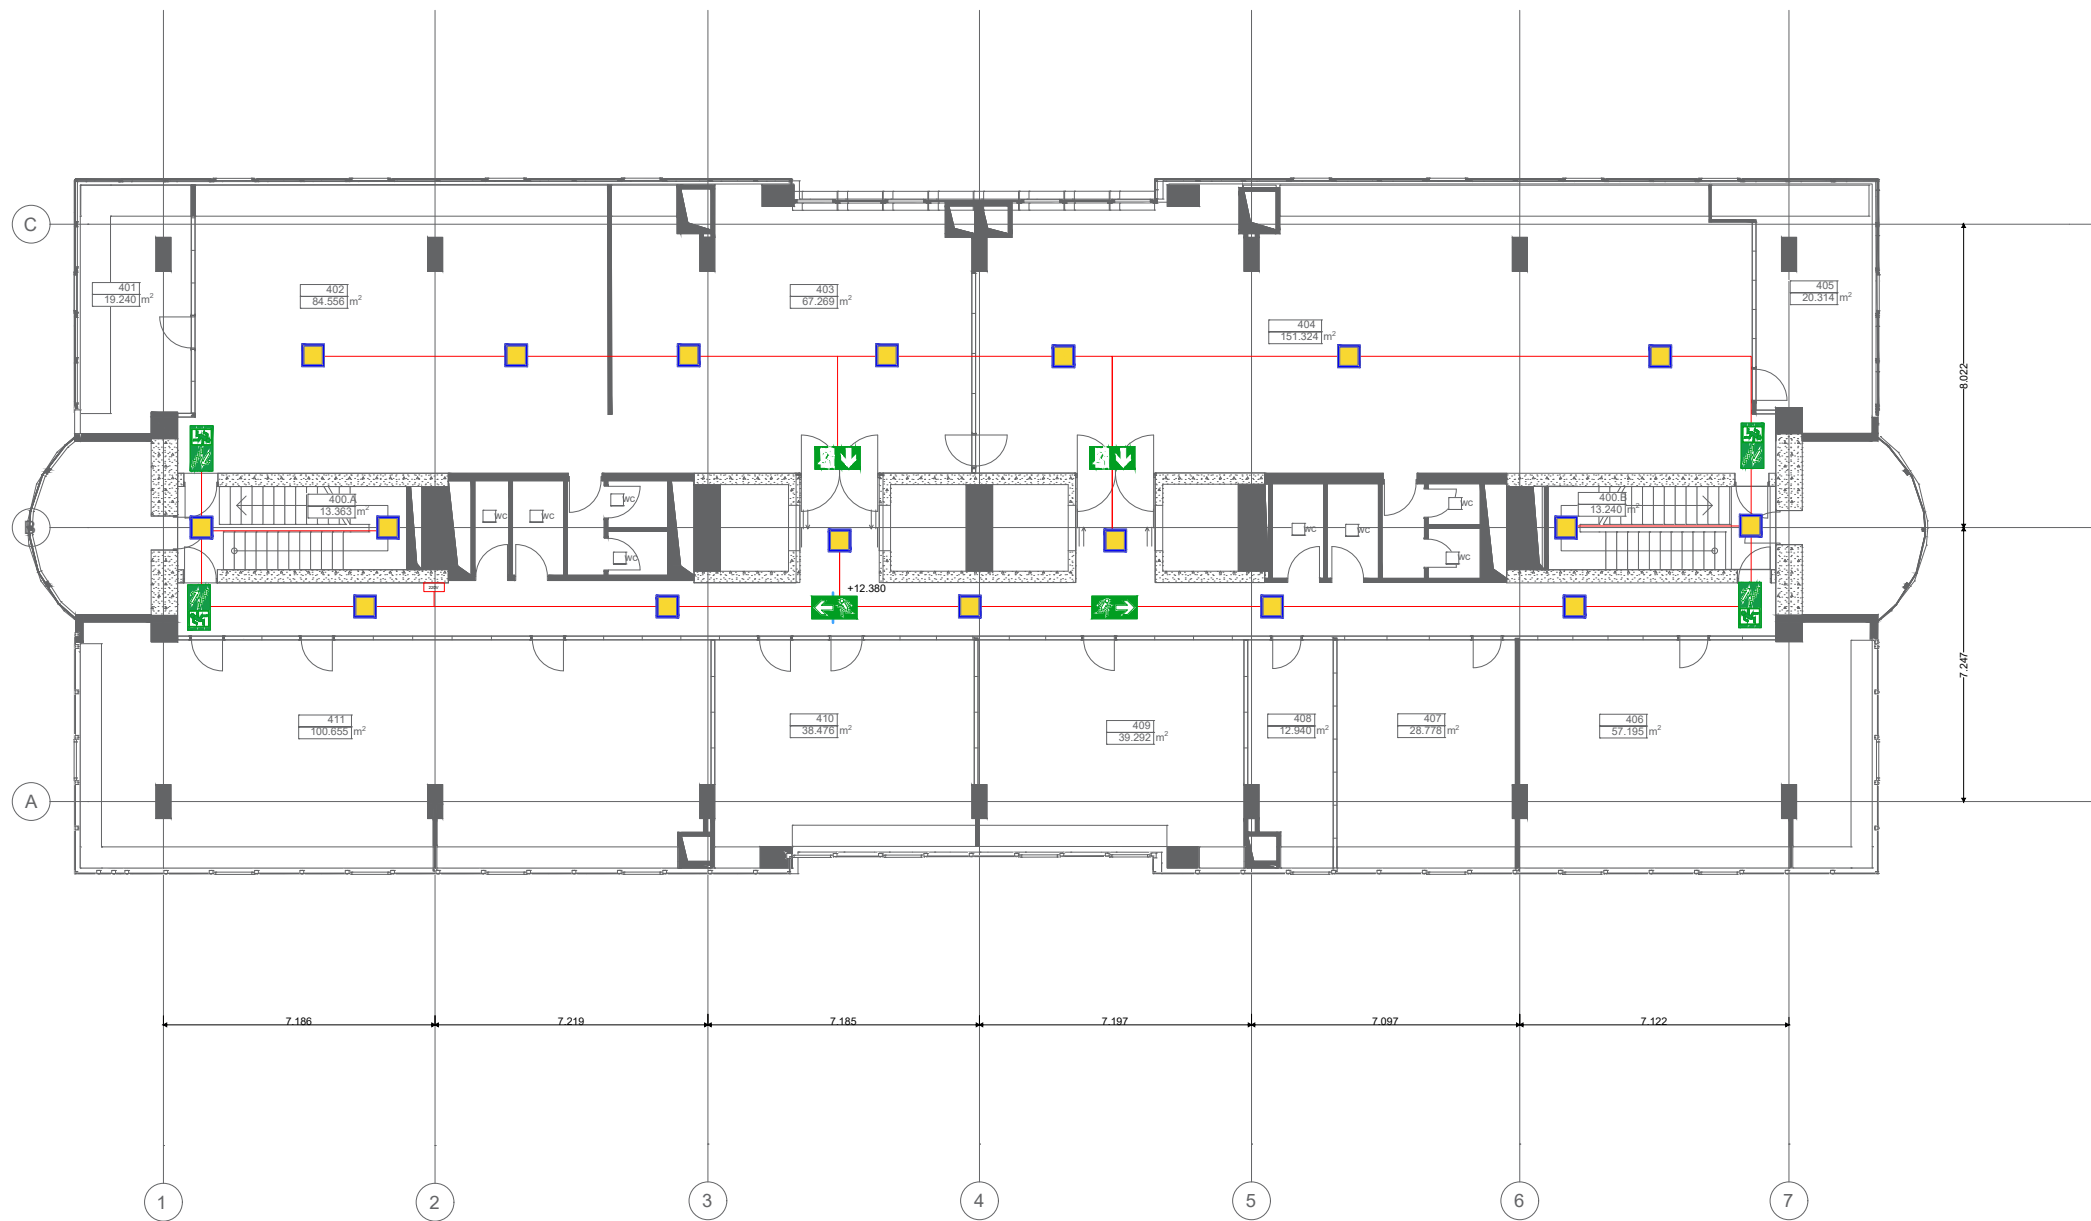 C
401
19.240 m²
402
84.556 m²
403
67.269 m²
404
151.324 m²
405
20.314 m²
8.022
400.A
13.363 m²
WC
WC
WC
WC
WC
WC
WC
WC
400.B
13.240 m²
B
220V
+12.380
7.247
411
100.655 m²
410
38.476 m²
409
39.292 m²
408
12.940 m²
407
28.778 m²
406
57.195 m²
A
7.186
7.219
7.185
7.197
7.097
7.122
1
2
3
4
5
6
7